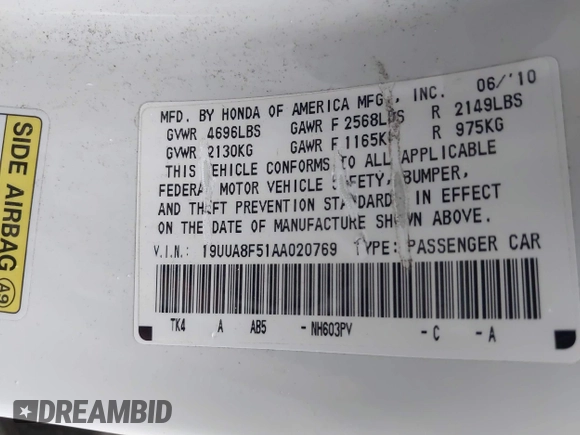 06/'10
MFD. BY HONDA OF AMERICA MFG., INC.
GVWR 4696LBS GAWR F 2568LBS R 2149LBS
GVWR 2130KG GAWR F 1165KG R 975KG
THIS VEHICLE CONFORMS TO ALL APPLICABLE
FEDERAL MOTOR VEHICLE SAFETY, BUMPER,
AND THEFT PREVENTION STANDARDS IN EFFECT
ON THE DATE OF MANUFACTURE SHOWN ABOVE.
V.I.N.: 19UUA8F51AA020769 TYPE: PASSENGER CAR
TK4 A AB5 - NH603PV - C - A
SIDE AIRBAG A9
DREAMBID